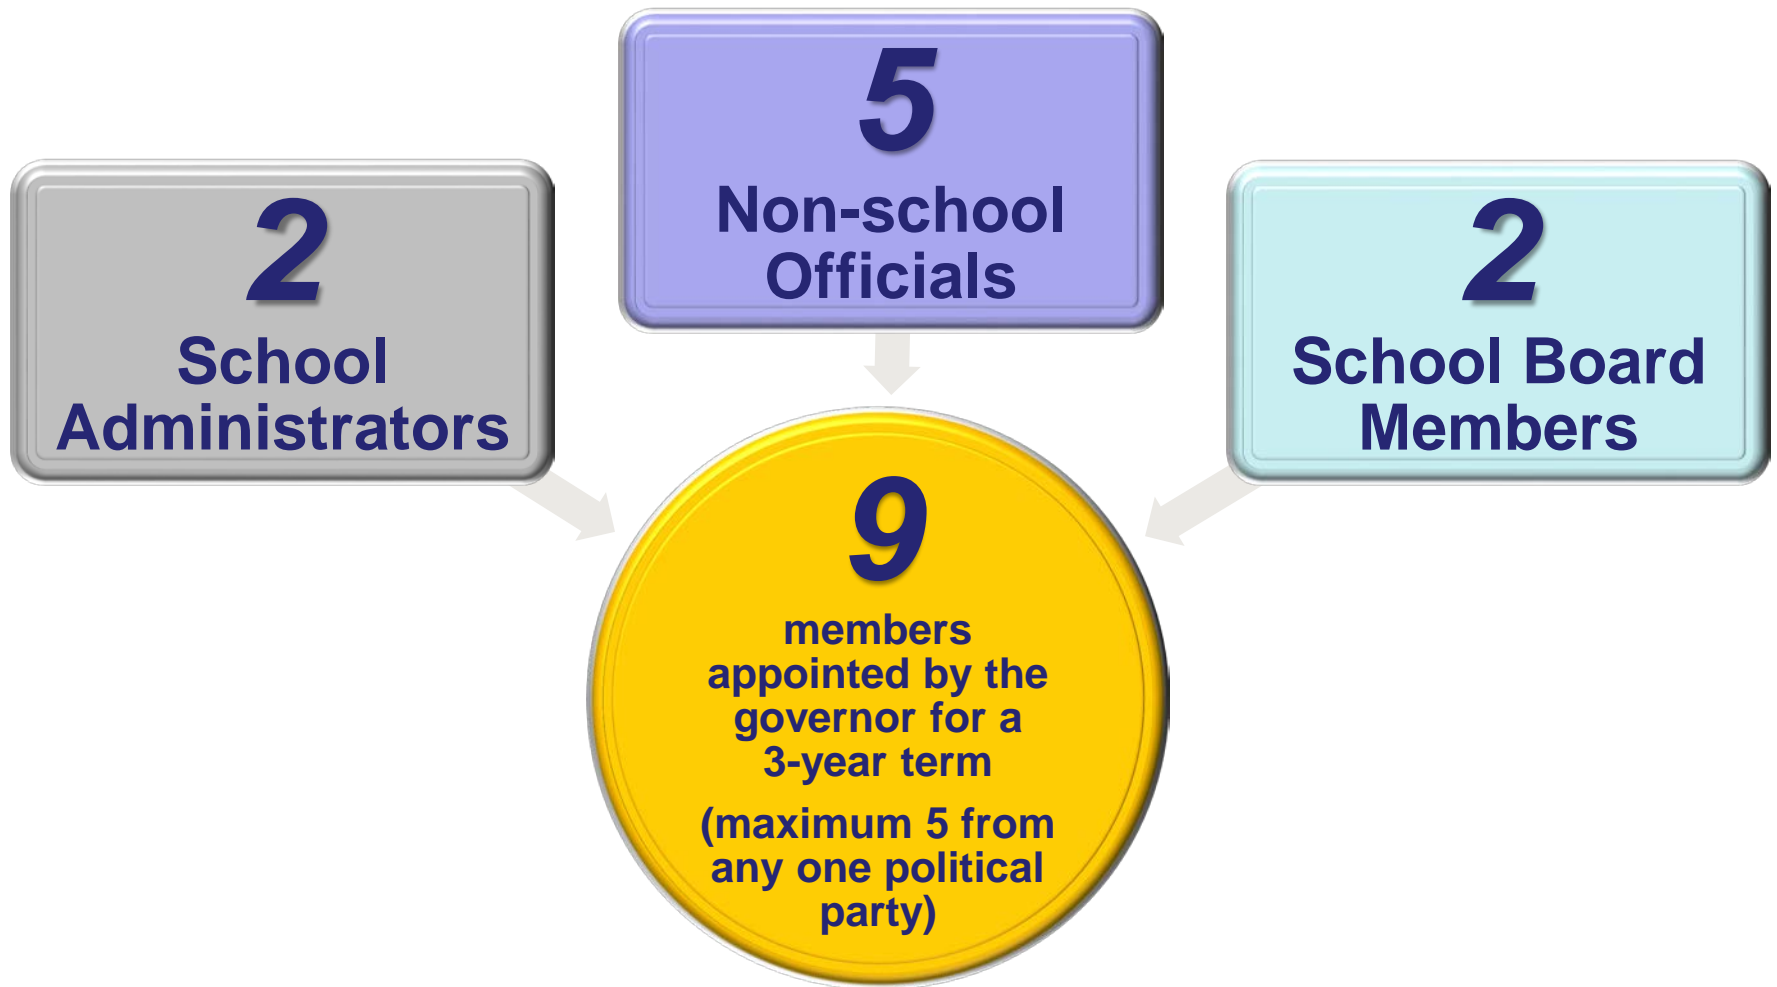 5
Non-school
Officials
2
School
Administrators
2
School Board
Members
9
members
appointed by the
governor for a
3-year term
(maximum 5 from
any one political
party)